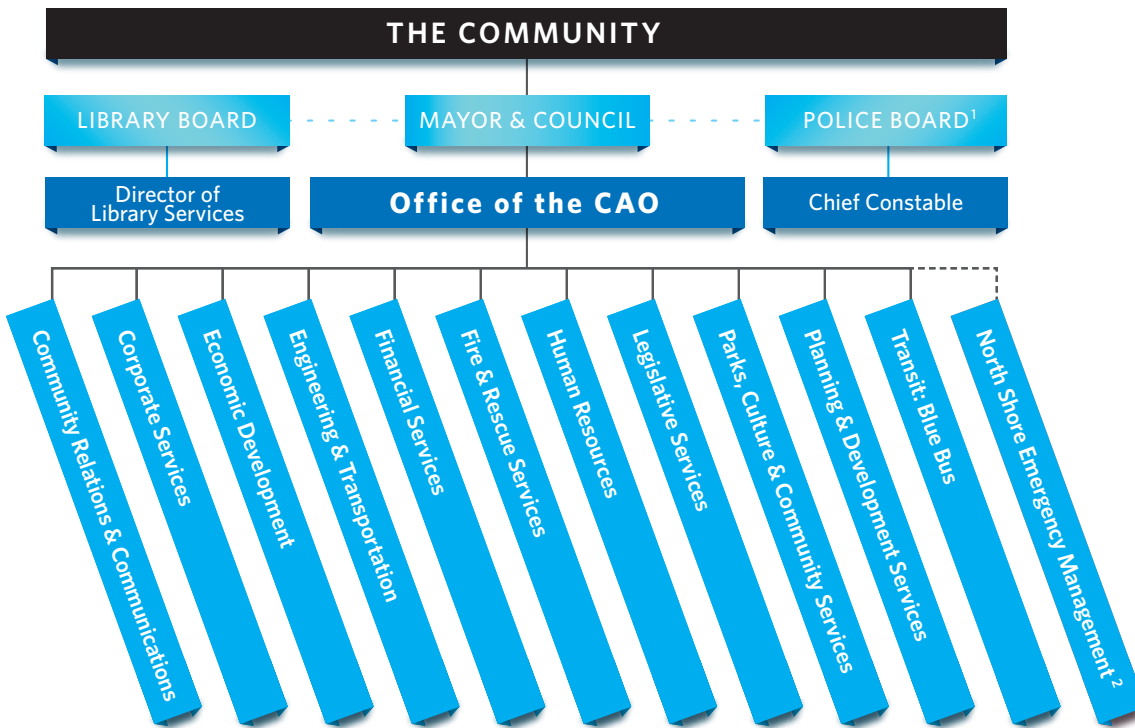 THE COMMUNITY
LIBRARY BOARD
MAYOR & COUNCIL
POLICE BOARD¹
Director of
Library Services
Office of the CAO
Chief Constable
Community Relations & Communications
Corporate Services
Economic Development
Engineering & Transportation
Financial Services
Fire & Rescue Services
Human Resources
Legislative Services
Parks, Culture & Community Services
Planning & Development Services
Transit: Blue Bus
North Shore Emergency Management ²